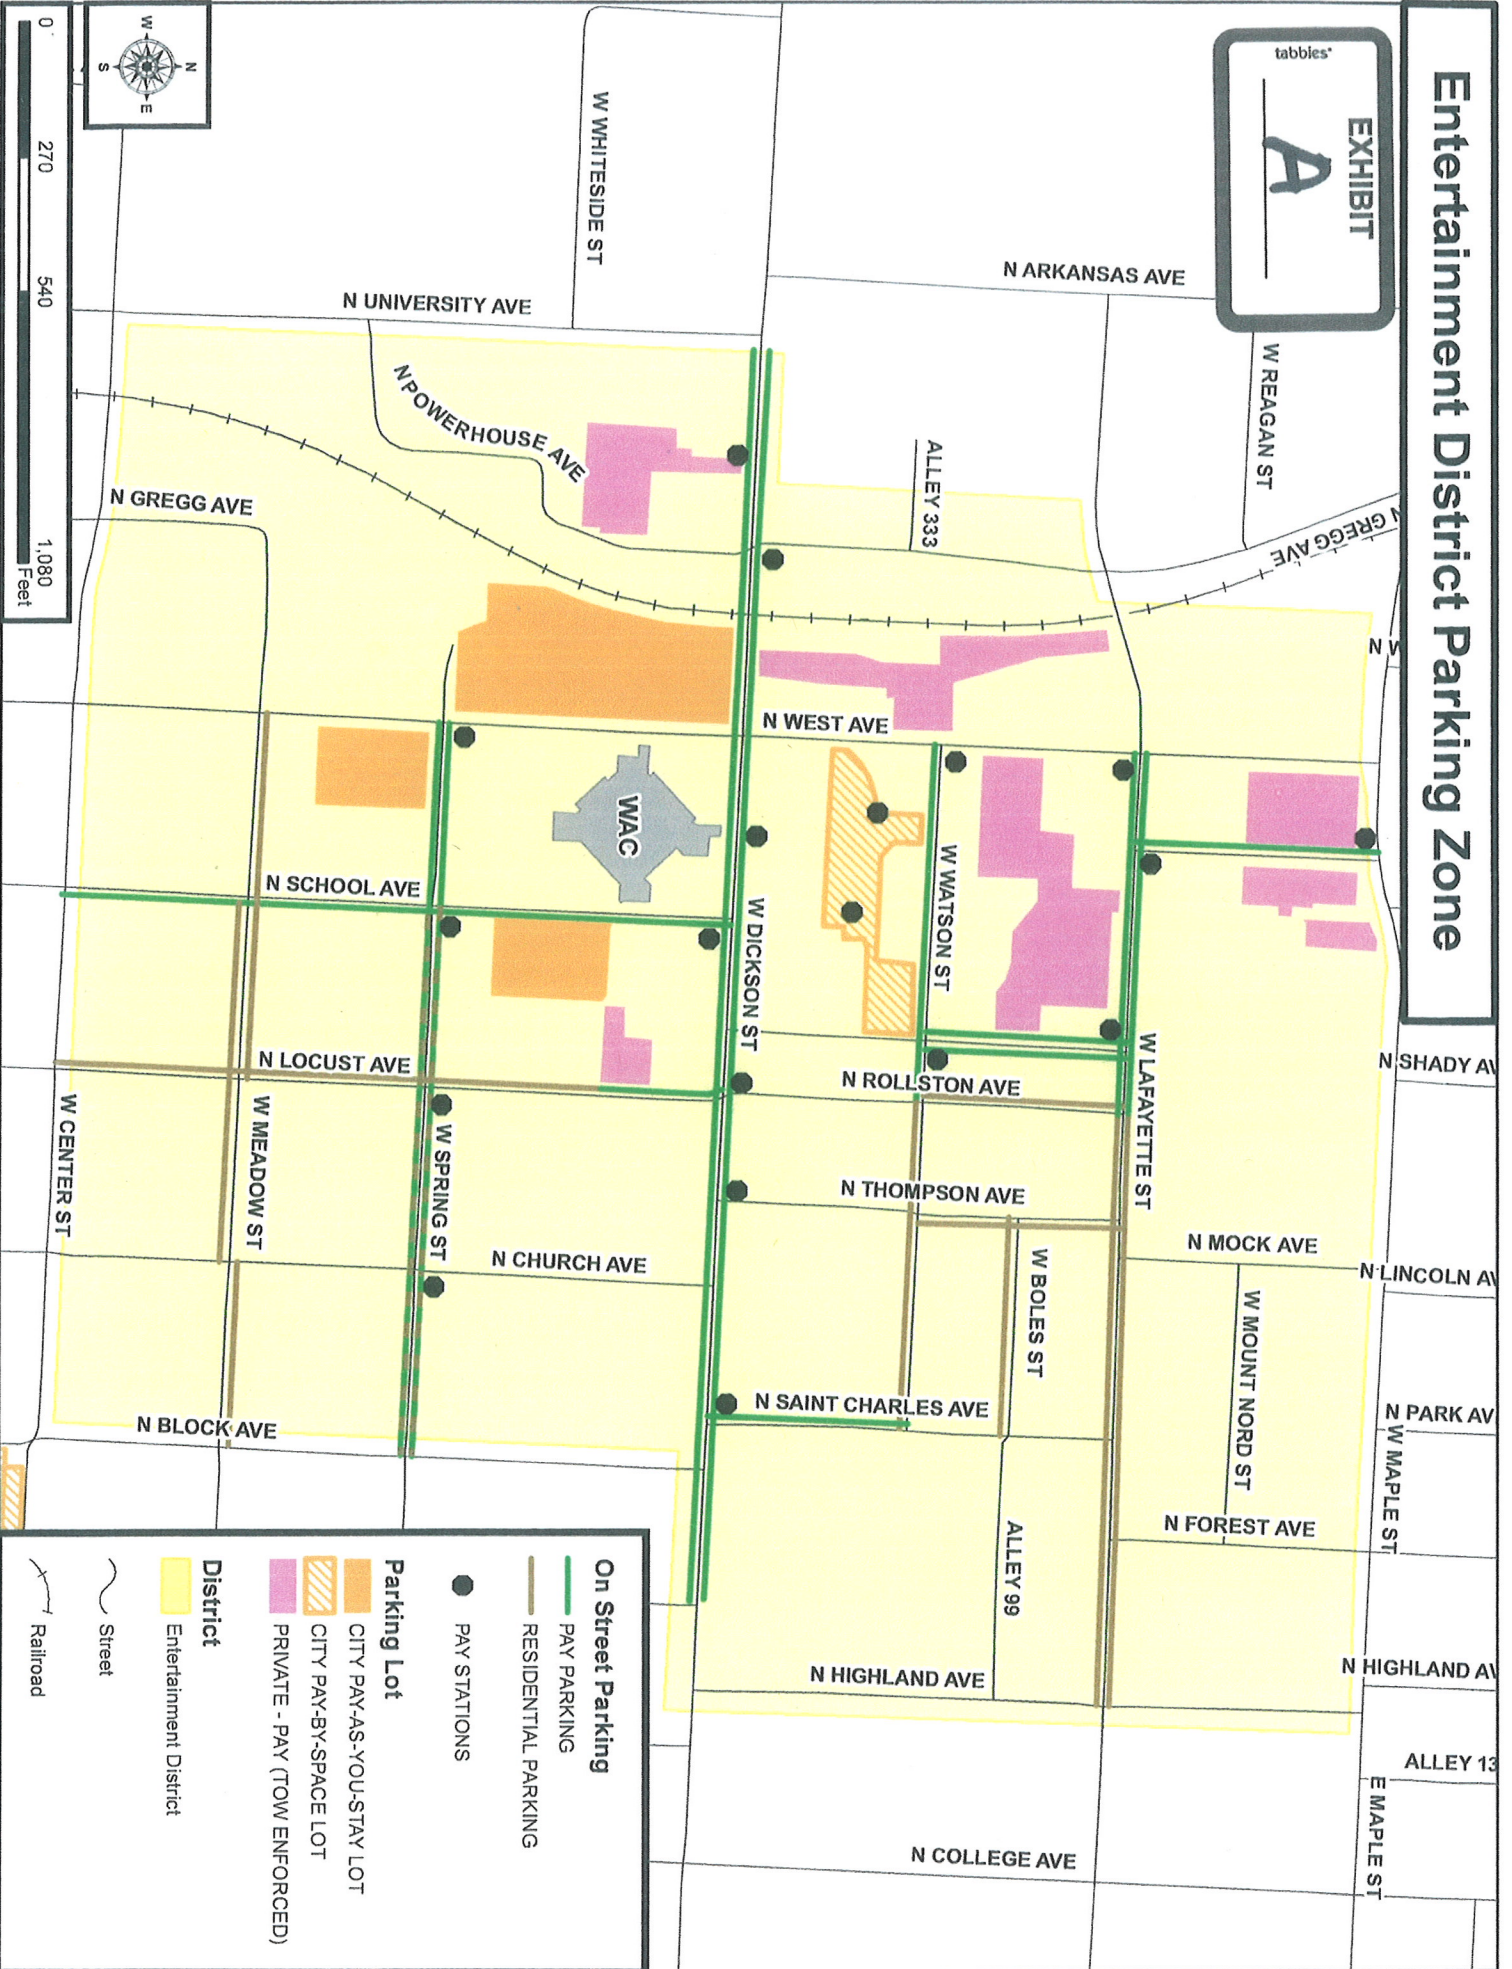 Entertainment District Parking Zone
tabbies®
EXHIBIT
A
W
N
S
E
0
270
540
1,080
Feet
W WHITESIDE ST
N ARKANSAS AVE
W REAGAN ST
N UNIVERSITY AVE
N POWERHOUSE AVE
ALLEY 333
N GREGG AVE
N GREGG AVE
N W
N WEST AVE
WAC
N SCHOOL AVE
W DICKSON ST
W WATSON ST
W LAFAYETTE ST
N LOCUST AVE
N ROLLSTON AVE
N SHADY AV
W CENTER ST
W MEADOW ST
W SPRING ST
N THOMPSON AVE
N CHURCH AVE
W BOLES ST
N MOCK AVE
N LINCOLN AV
W MOUNT NORD ST
N SAINT CHARLES AVE
N PARK AV
W MAPLE ST
N BLOCK AVE
N FOREST AVE
ALLEY 99
N HIGHLAND AVE
N HIGHLAND AV
ALLEY 13
E MAPLE ST
N COLLEGE AVE
On Street Parking
PAY PARKING
RESIDENTIAL PARKING
PAY STATIONS
Parking Lot
CITY PAY-AS-YOU-STAY LOT
CITY PAY-BY-SPACE LOT
PRIVATE - PAY (TOW ENFORCED)
District
Entertainment District
Street
Railroad